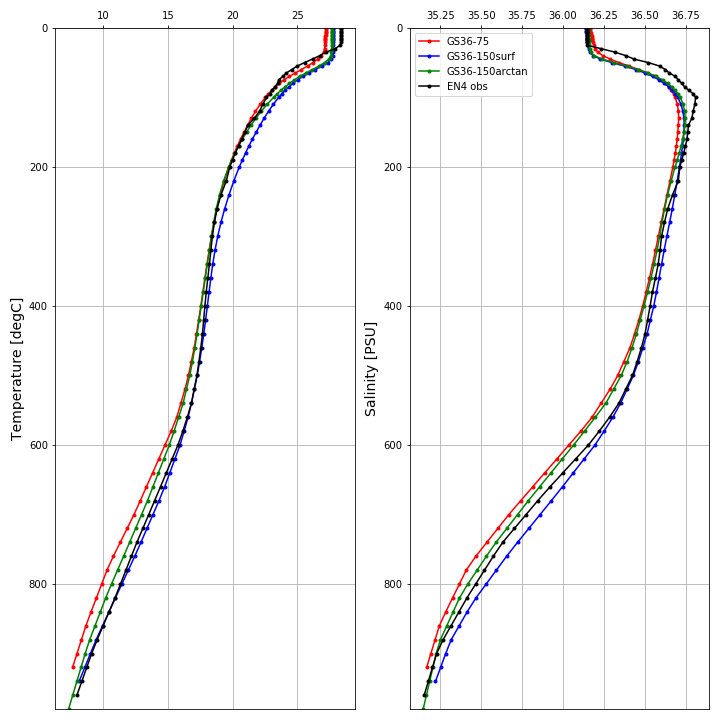 10 15 20 25
0
200
400
600
800
Temperature [degC]
35.25 35.50 35.75 36.00 36.25 36.50 36.75
0
200
400
600
800
Salinity [PSU]
GS36-75
GS36-150surf
GS36-150arctan
EN4 obs